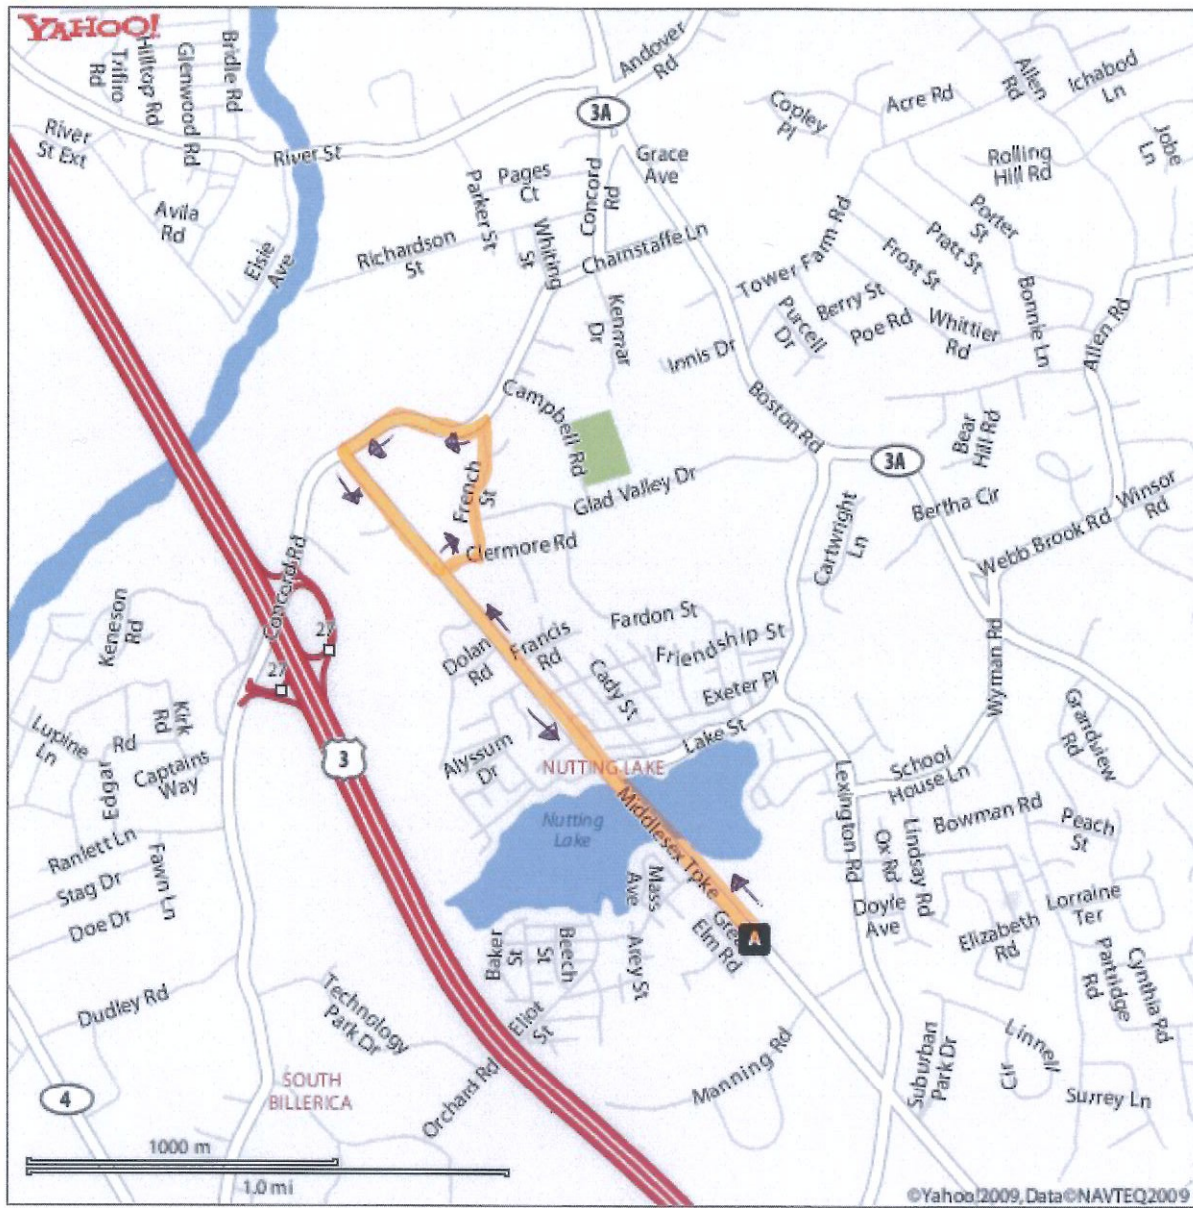 YAHOO!
Trifiro
Rd
Hilltop Rd
Glenwood Rd
Bridle Rd
Andover
Rd
3A
Allen
Rd
Ichabod
Ln
Acre Rd
Copley
Pl
River
St Ext
River St
Grace
Ave
Jobe
Ln
Rolling
Hill Rd
Pages
Ct
Parker St
Concord
Rd
Avila
Rd
Elsie
Ave
Richardson
St
Whiting
St
Chamstaffe Ln
Tower Farm Rd
Porter
St
Piatt St
Frost St
Berry St
Purcell
Dr
Poe Rd
Whittier
Rd
Bonnie Ln
Allen Rd
Kenmar
Dr
Innis Dr
Campbell Rd
Boston Rd
3A
Bear
Hill Rd
French
St
Glad Valley Dr
Bertha Cir
Winsor
Rd
Webb Brook Rd
Cartwright
Ln
Clermore Rd
Concord Rd
Keneson
Rd
27
27
Fardon St
Friendship St
Dolan
Rd
Francis
Rd
Cady St
Exeter Pl
Wyman Rd
Grandview
Rd
Lupine
Ln
Kirk
Rd
Edgar Rd
Captains
Way
3
Alyssum
Dr
Lake St
NUTTING LAKE
School
House Ln
Lexington Rd
Bowman Rd
Peach
St
Nutting
Lake
Middlesex Tpke
Ox Rd
Lindsay Rd
Ranlett Ln
Stag Dr
Fawn Ln
Doe Dr
Mass
Ave
Doyle
Ave
Lorraine
Ter
Elizabeth
Rd
A
Elm Rd
Baker
St
Beech
St
Arey St
Partridge
Rd
Cynthia Rd
Dudley Rd
Technology
Park Dr
Eliot
St
Suburban
Park Dr
Linnell
Cir
Manning Rd
Surrey Ln
4
SOUTH
BILLERICA
Orchard Rd
1000 m
1.0 mi
©Yahoo!2009, Data©NAVTEQ2009